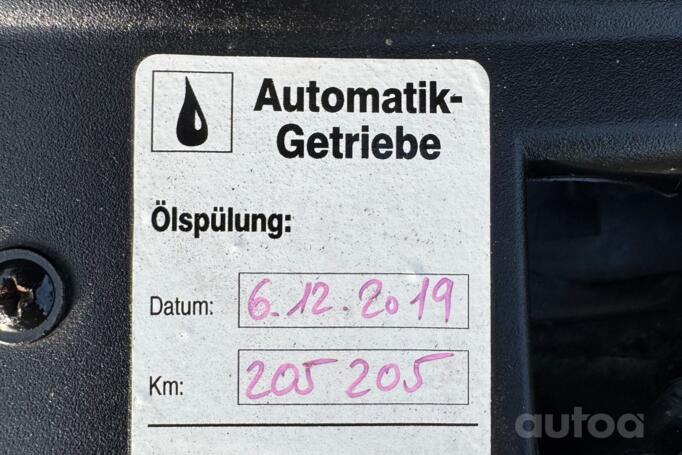 Automatik-
Getriebe
Ölspülung:
Datum: 6.12.2019
Km: 205 205
autoa